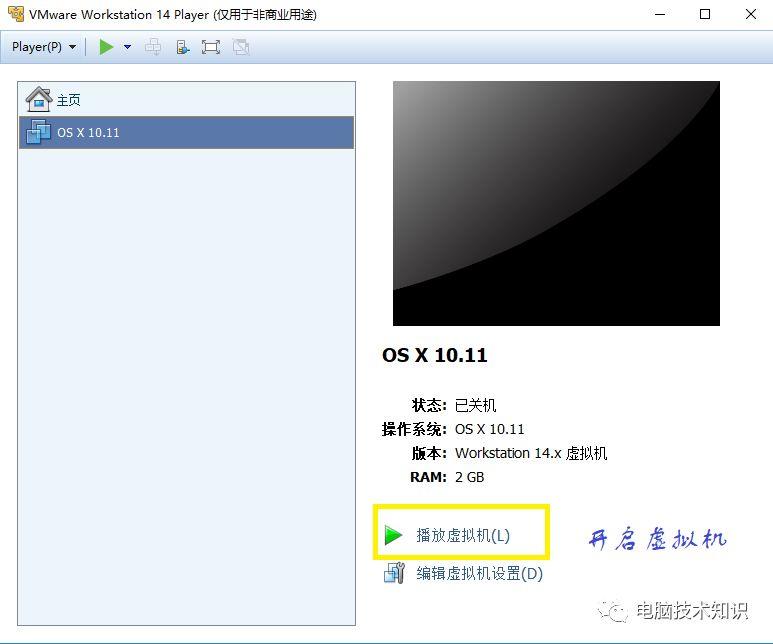 VMware Workstation 14 Player (仅用于非商业用途)
Player(P)
主页
OS X 10.11
OS X 10.11
状态: 已关机
操作系统: OS X 10.11
版本: Workstation 14.x 虚拟机
RAM: 2 GB
播放虚拟机(L)
开启虚拟机
编辑虚拟机设置(D)
电脑技术知识